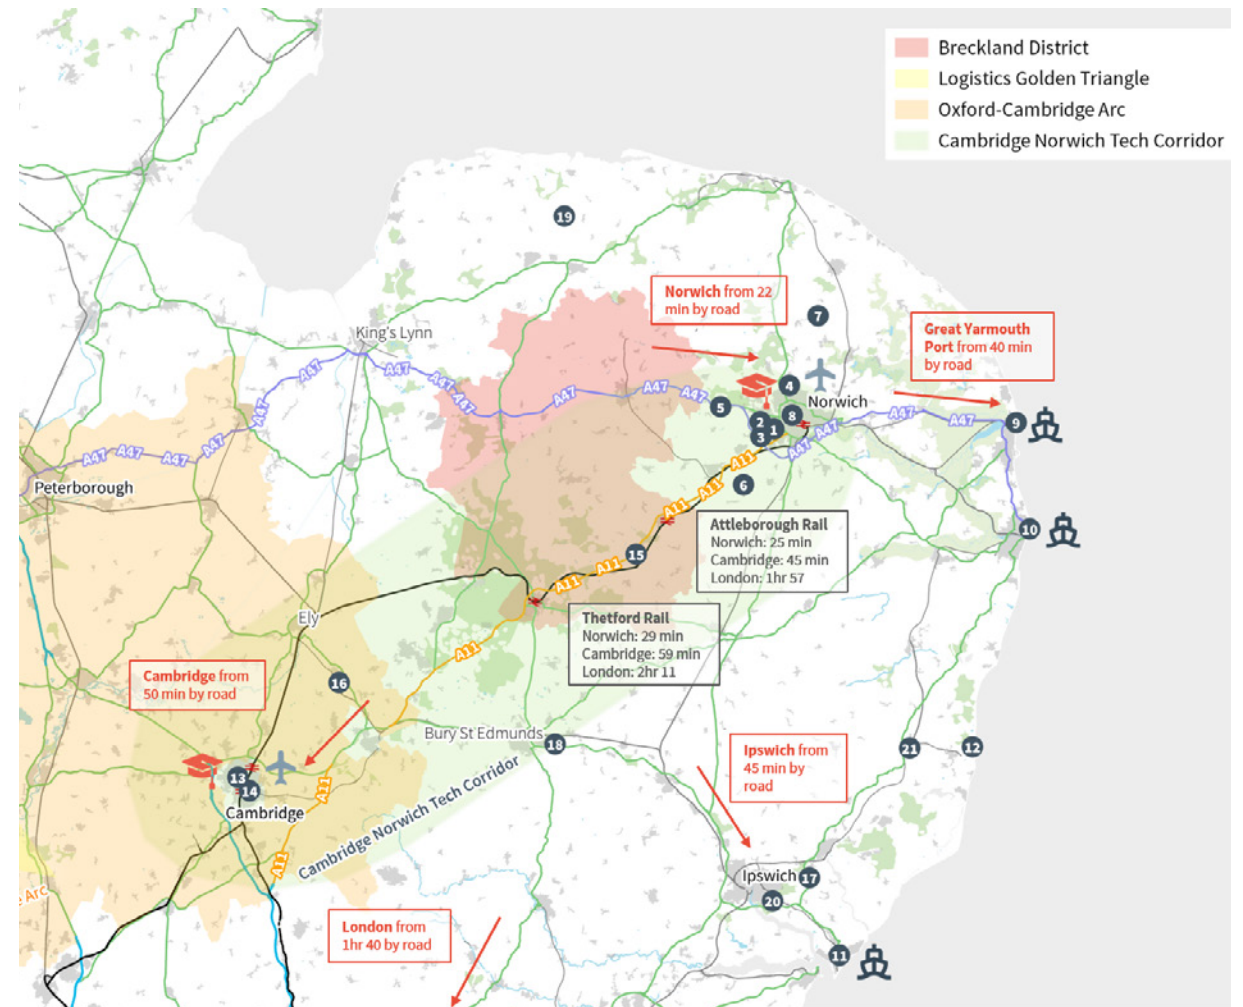 Breckland District
Logistics Golden Triangle
Oxford-Cambridge Arc
Cambridge Norwich Tech Corridor
19
Norwich from 22
min by road
7
Great Yarmouth
Port from 40 min
by road
King's Lynn
A47
A47
A47
A47
A47
A47
A47
A47
4
5
Norwich
8
2
1
3
A47
A47
A47
A47
9
A47
A47
A47
A47
Peterborough
A11
A11
A11
6
10
Attleborough Rail
Norwich: 25 min
Cambridge: 45 min
London: 1hr 57
15
A11
A11
Thetford Rail
Norwich: 29 min
Cambridge: 59 min
London: 2hr 11
Ely
A11
Cambridge from
50 min by road
16
Bury St Edmunds
18
Ipswich from
45 min by
road
21
12
13
14
A11
Cambridge
Cambridge Norwich Tech Corridor
A11
Ipswich
17
20
e Arc
London from
1hr 40 by road
11